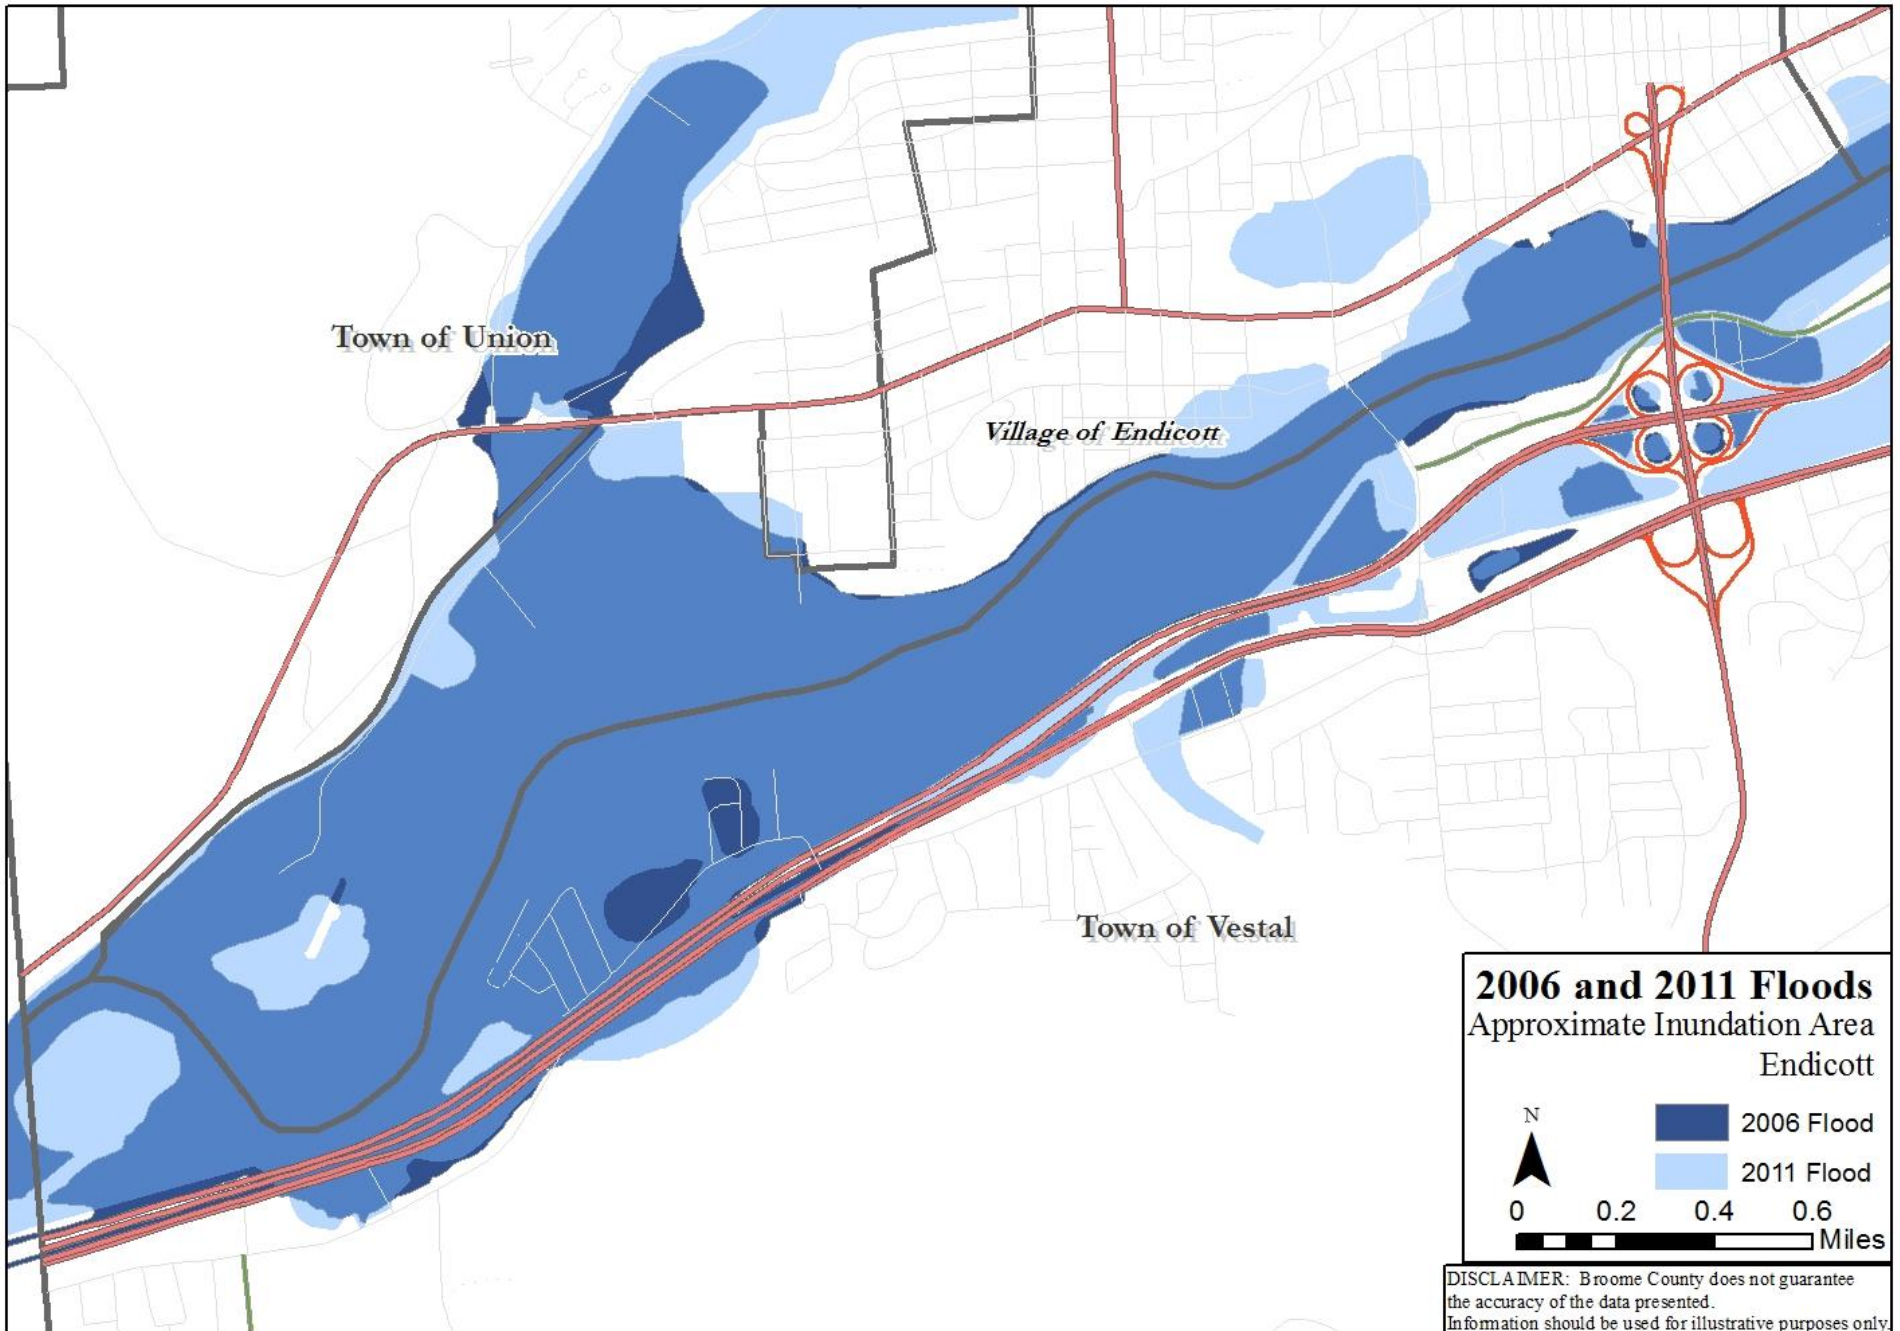 Town of Union
Village of Endicott
Town of Vestal
2006 and 2011 Floods
Approximate Inundation Area
Endicott
N
2006 Flood
2011 Flood
0 0.2 0.4 0.6
Miles
DISCLAIMER: Broome County does not guarantee
the accuracy of the data presented.
Information should be used for illustrative purposes only.